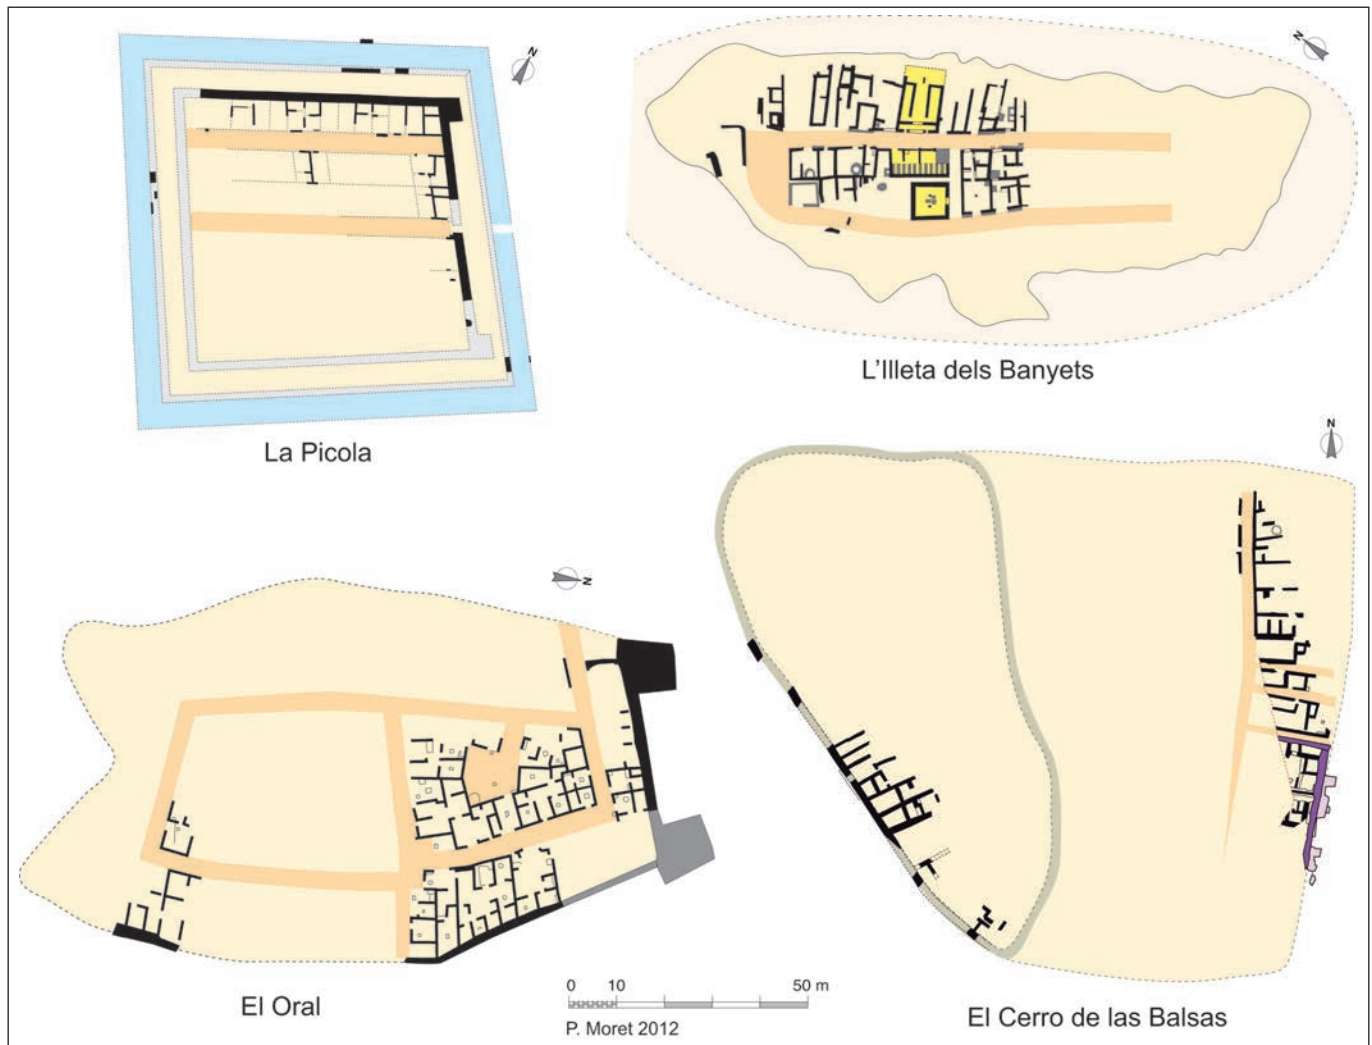 N
N
La Picola
L'Illeta dels Banyets
N
N
El Oral
0 10 50 m
P. Moret 2012
El Cerro de las Balsas